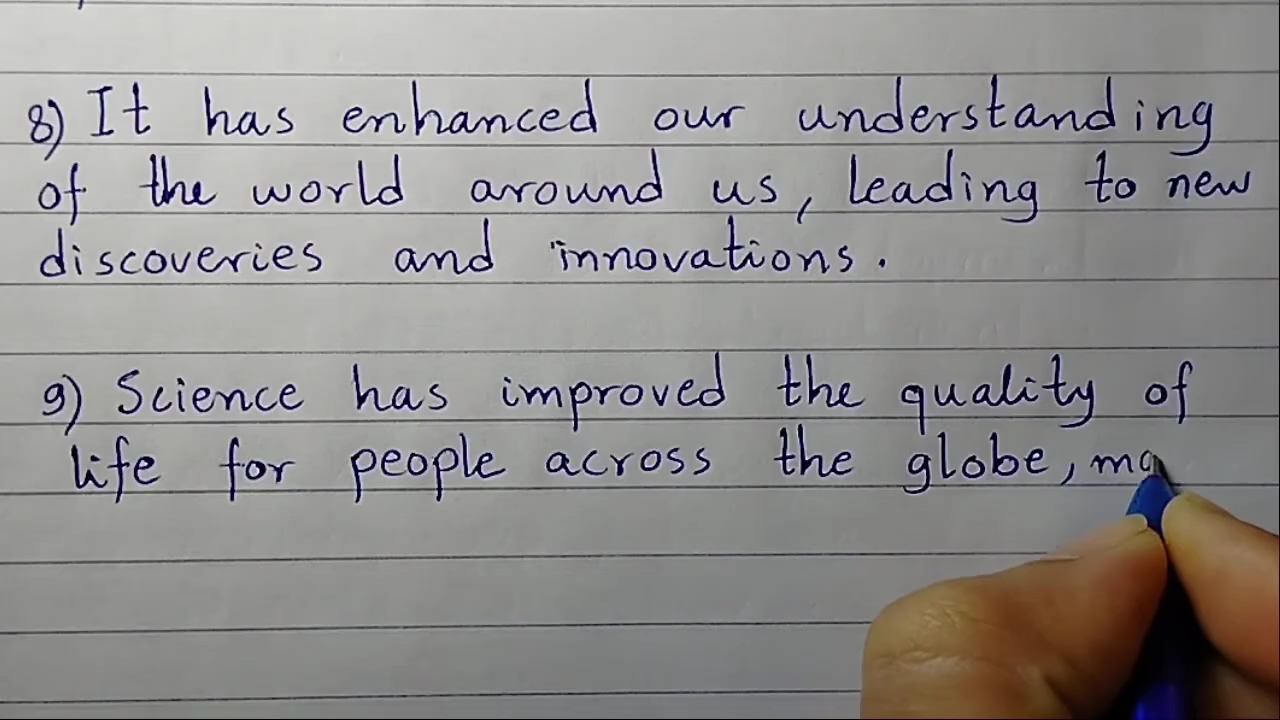 8) It has enhanced our understanding
of the world around us, leading to new
discoveries and innovations.
9) Science has improved the quality of
life for people across the globe, ma